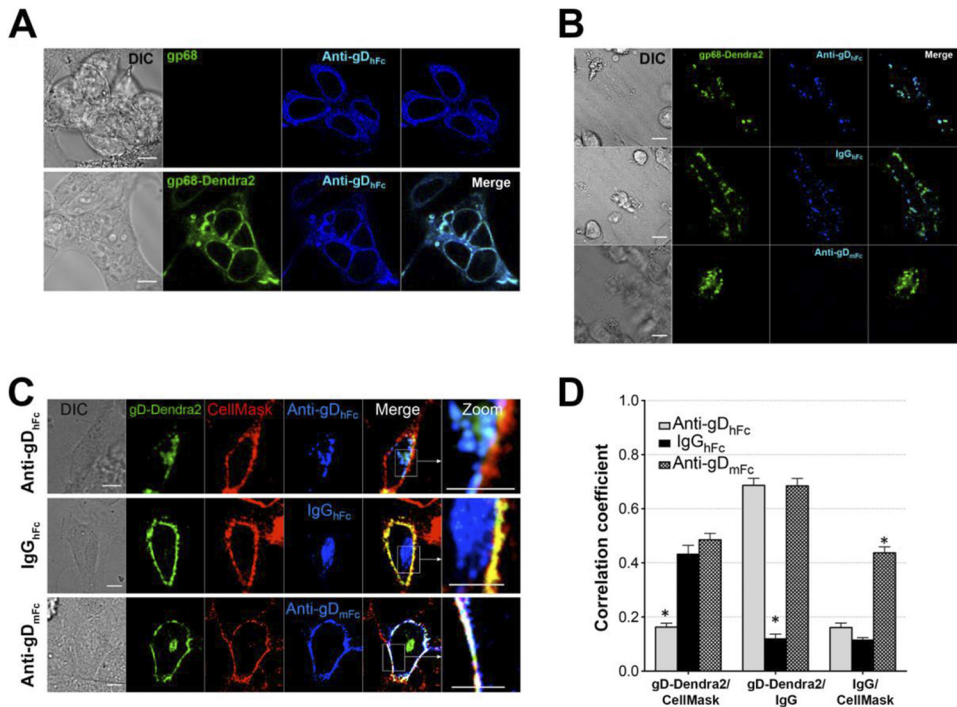 A
DIC
gp68
Anti-gDhFc
gp68-Dendra2
Anti-gDhFc
Merge
B
DIC
gp68-Dendra2
Anti-gDhFc
Merge
IgGhFc
Anti-gDmFc
C
DIC
gD-Dendra2
CellMask
Anti-gDhFc
Merge
Zoom
Anti-gDhFc
IgGhFc
IgGhFc
Anti-gDmFc
Anti-gDmFc
D
Correlation coefficient
1.0
0.8
0.6
0.4
0.2
0.0
Anti-gDhFc
IgGhFc
Anti-gDmFc
*
*
*
gD-Dendra2/
CellMask
gD-Dendra2/
IgG
IgG/
CellMask